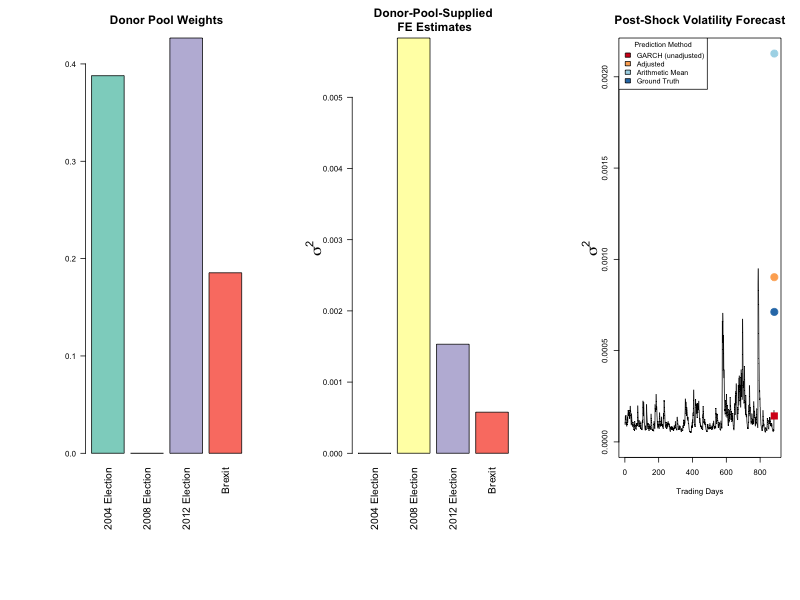 Donor Pool Weights
0.4
0.3
0.2
0.1
0.0
2004 Election
2008 Election
2012 Election
Brexit
Donor-Pool-Supplied
FE Estimates
σ²
0.005
0.004
0.003
0.002
0.001
0.000
2004 Election
2008 Election
2012 Election
Brexit
Post-Shock Volatility Forecast
Prediction Method
GARCH (unadjusted)
Adjusted
Arithmetic Mean
Ground Truth
σ²
0.0020
0.0015
0.0010
0.0005
0.0000
0 200 400 600 800
Trading Days